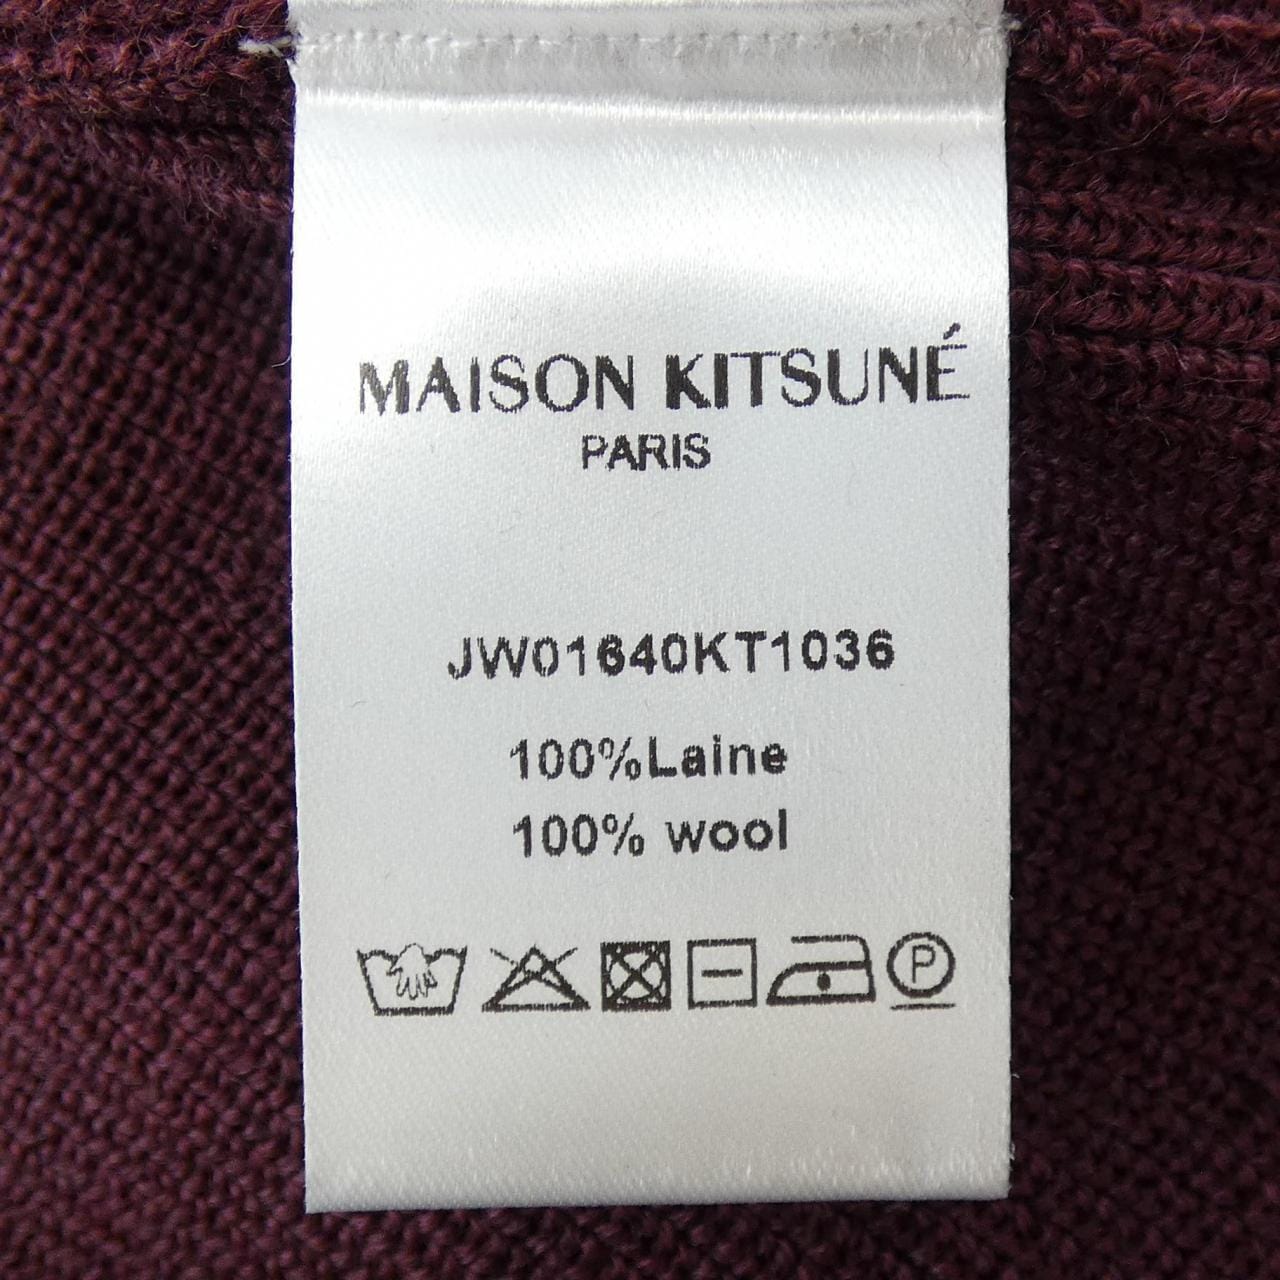 MAISON KITSUNÉ
PARIS
JW01640KT1036
100%Laine
100% wool
P